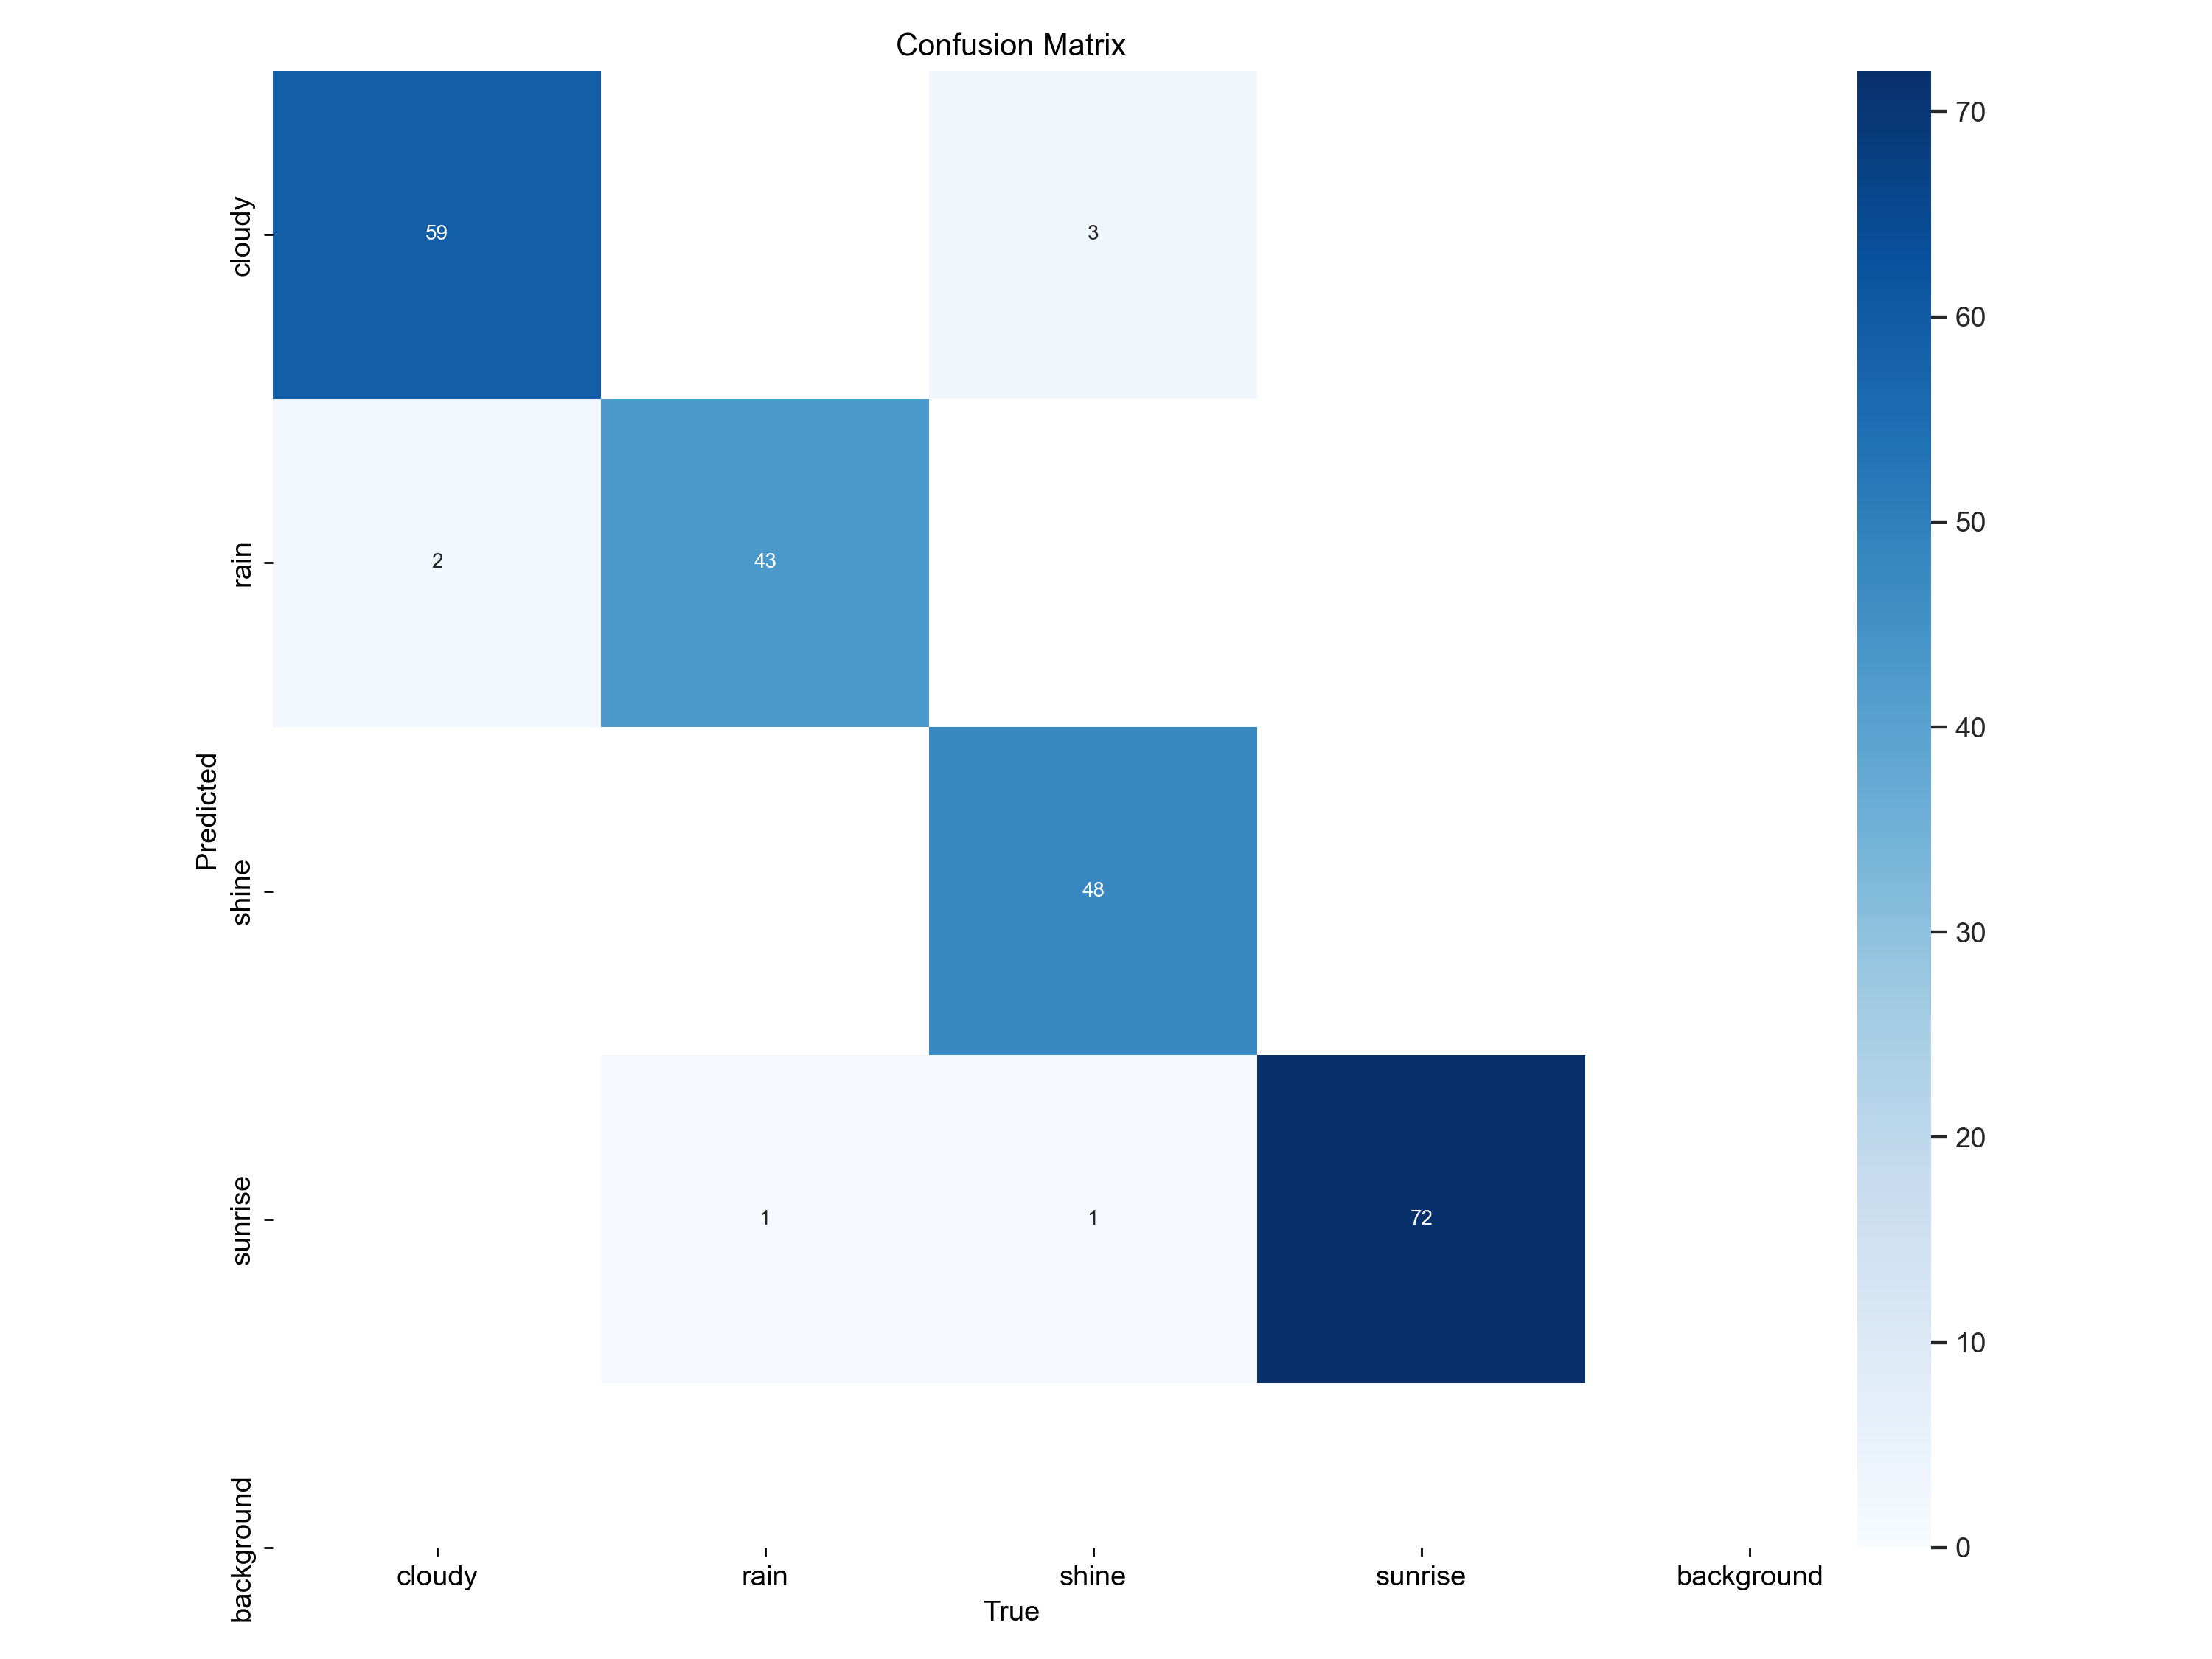 Confusion Matrix
cloudy
59
3
rain
2
43
Predicted
shine
48
sunrise
1
1
72
background
cloudy
rain
shine
sunrise
background
True
70
60
50
40
30
20
10
0